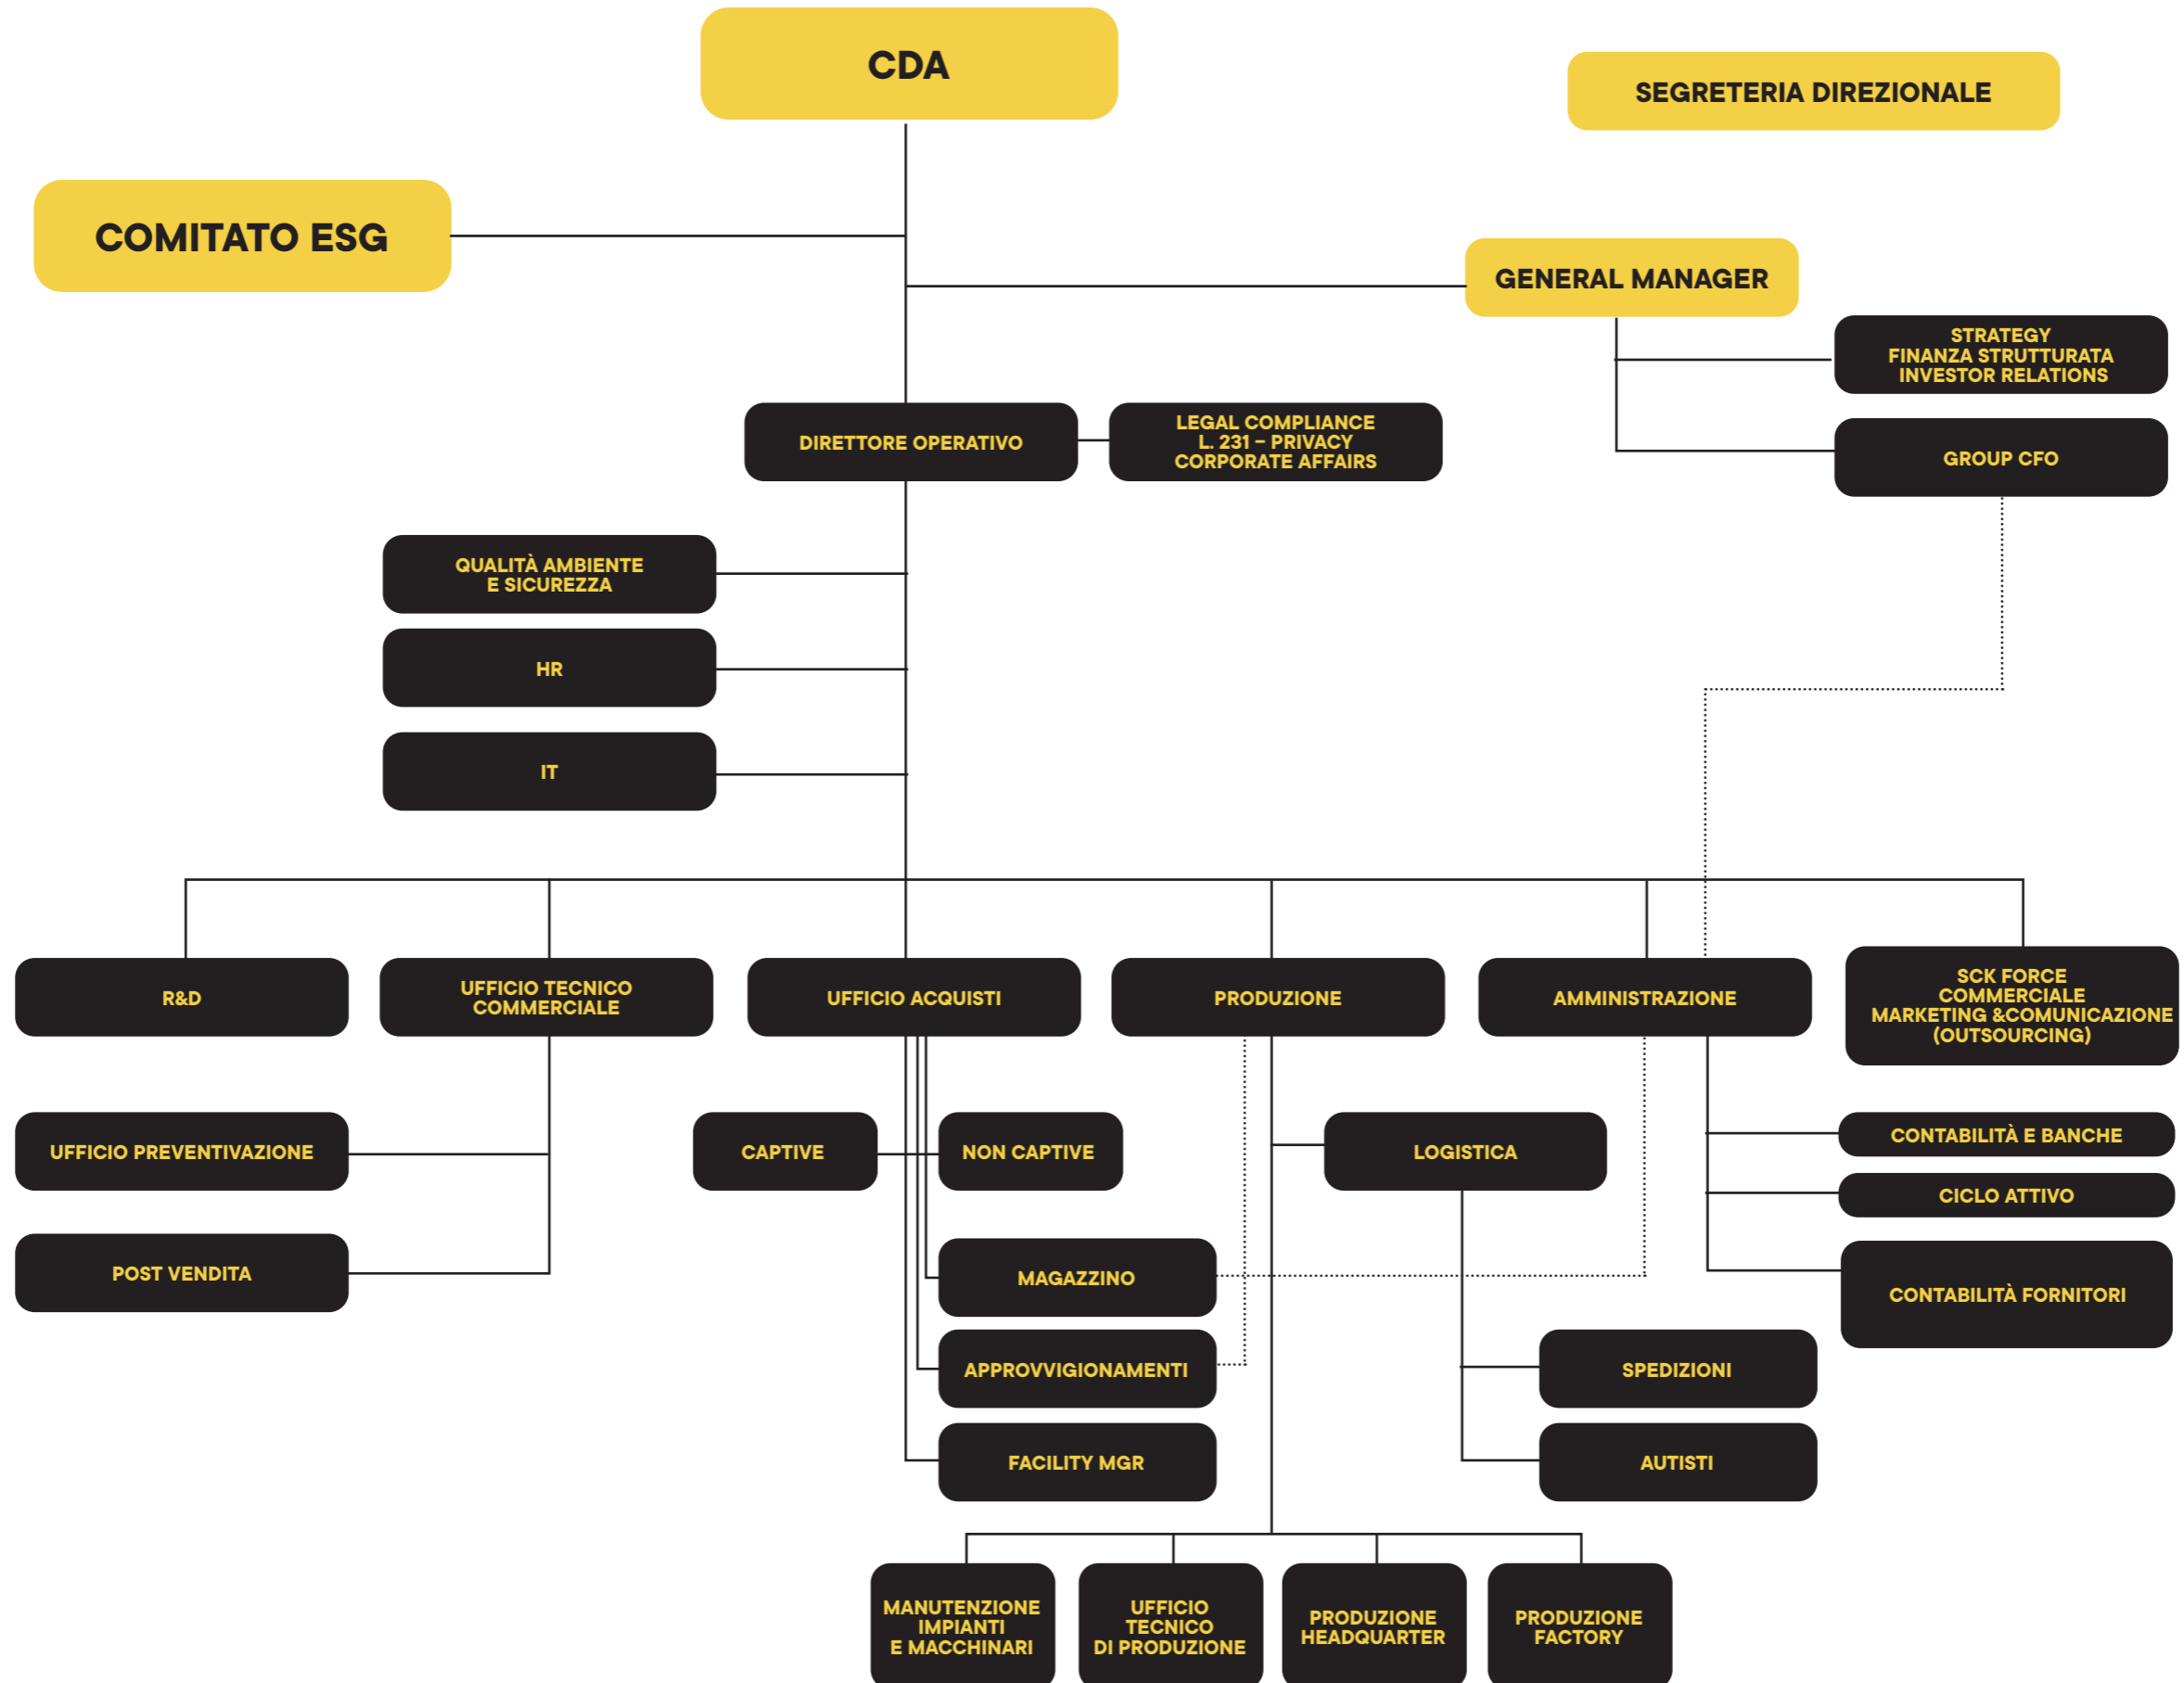 CDA
SEGRETERIA DIREZIONALE
COMITATO ESG
GENERAL MANAGER
STRATEGY
FINANZA STRUTTURATA
INVESTOR RELATIONS
DIRETTORE OPERATIVO
LEGAL COMPLIANCE
L. 231 – PRIVACY
CORPORATE AFFAIRS
GROUP CFO
QUALITÀ AMBIENTE
E SICUREZZA
HR
IT
R&D
UFFICIO TECNICO
COMMERCIALE
UFFICIO ACQUISTI
PRODUZIONE
AMMINISTRAZIONE
SCK FORCE
COMMERCIALE
MARKETING &COMUNICAZIONE
(OUTSOURCING)
UFFICIO PREVENTIVAZIONE
CAPTIVE
NON CAPTIVE
LOGISTICA
CONTABILITÀ E BANCHE
CICLO ATTIVO
POST VENDITA
MAGAZZINO
CONTABILITÀ FORNITORI
APPROVVIGIONAMENTI
SPEDIZIONI
FACILITY MGR
AUTISTI
MANUTENZIONE
IMPIANTI
E MACCHINARI
UFFICIO
TECNICO
DI PRODUZIONE
PRODUZIONE
HEADQUARTER
PRODUZIONE
FACTORY